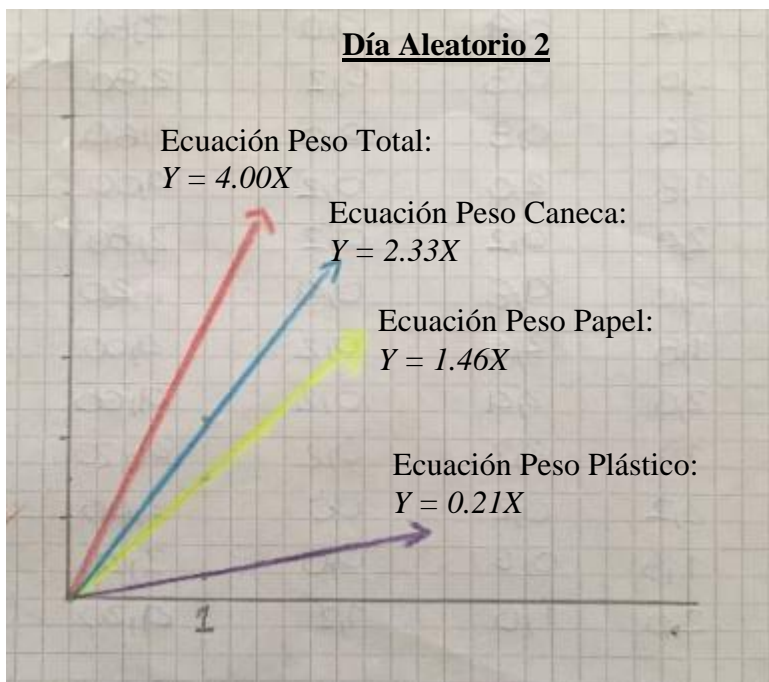 Día Aleatorio 2
Ecuación Peso Total:
Y = 4.00X
Ecuación Peso Caneca:
Y = 2.33X
Ecuación Peso Papel:
Y = 1.46X
Ecuación Peso Plástico:
Y = 0.21X
1